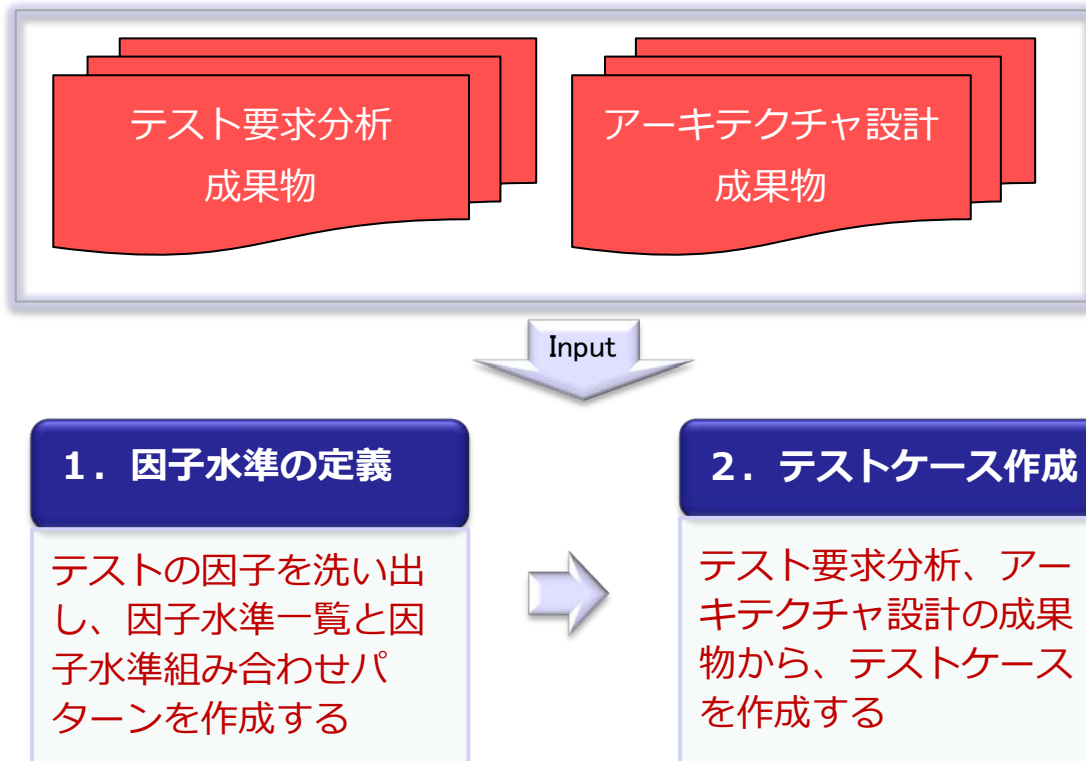 テスト要求分析
成果物
アーキテクチャ設計
成果物
Input
１．因子水準の定義
テストの因子を洗い出
し、因子水準一覧と因
子水準組み合わせパ
ターンを作成する
２．テストケース作成
テスト要求分析、アー
キテクチャ設計の成果
物から、テストケース
を作成する